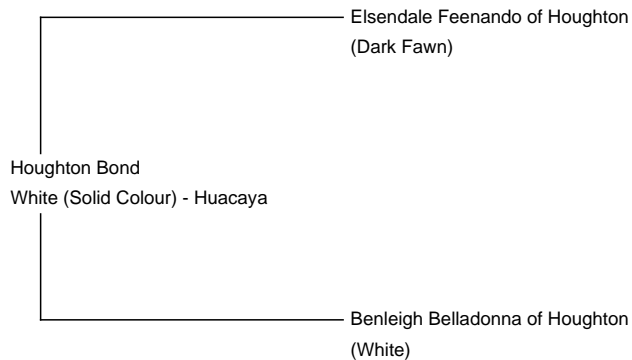 Elsendale Feenando of Houghton
(Dark Fawn)
Houghton Bond
White (Solid Colour) - Huacaya
Benleigh Belladonna of Houghton
(White)